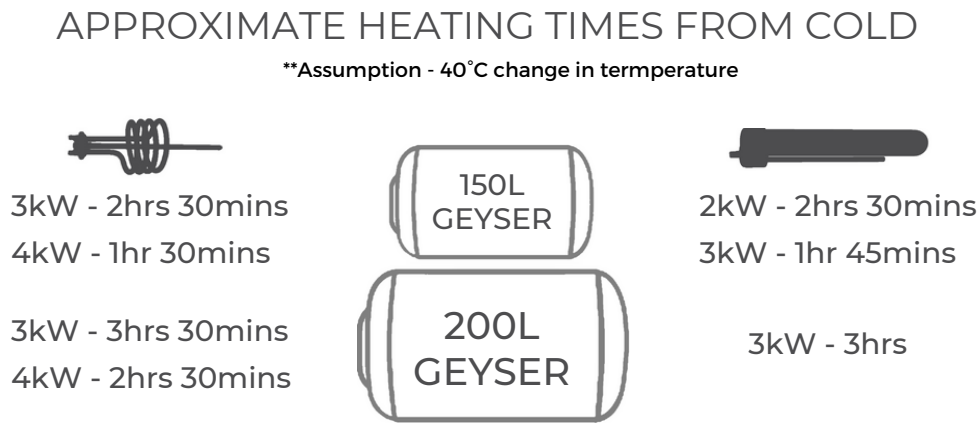 APPROXIMATE HEATING TIMES FROM COLD
**Assumption - 40°C change in termperature
3kW - 2hrs 30mins
4kW - 1hr 30mins
150L
GEYSER
2kW - 2hrs 30mins
3kW - 1hr 45mins
3kW - 3hrs 30mins
4kW - 2hrs 30mins
200L
GEYSER
3kW - 3hrs